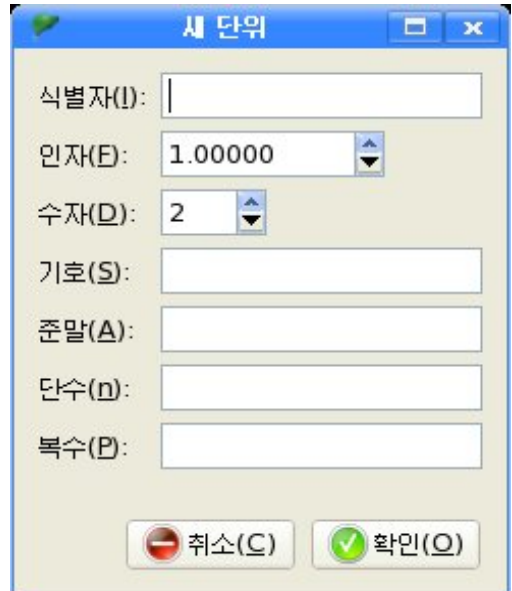 새 단위
식별자(I):
인자(F): 1.00000
수자(D): 2
기호(S):
준말(A):
단수(n):
복수(P):
취소(C) 확인(O)